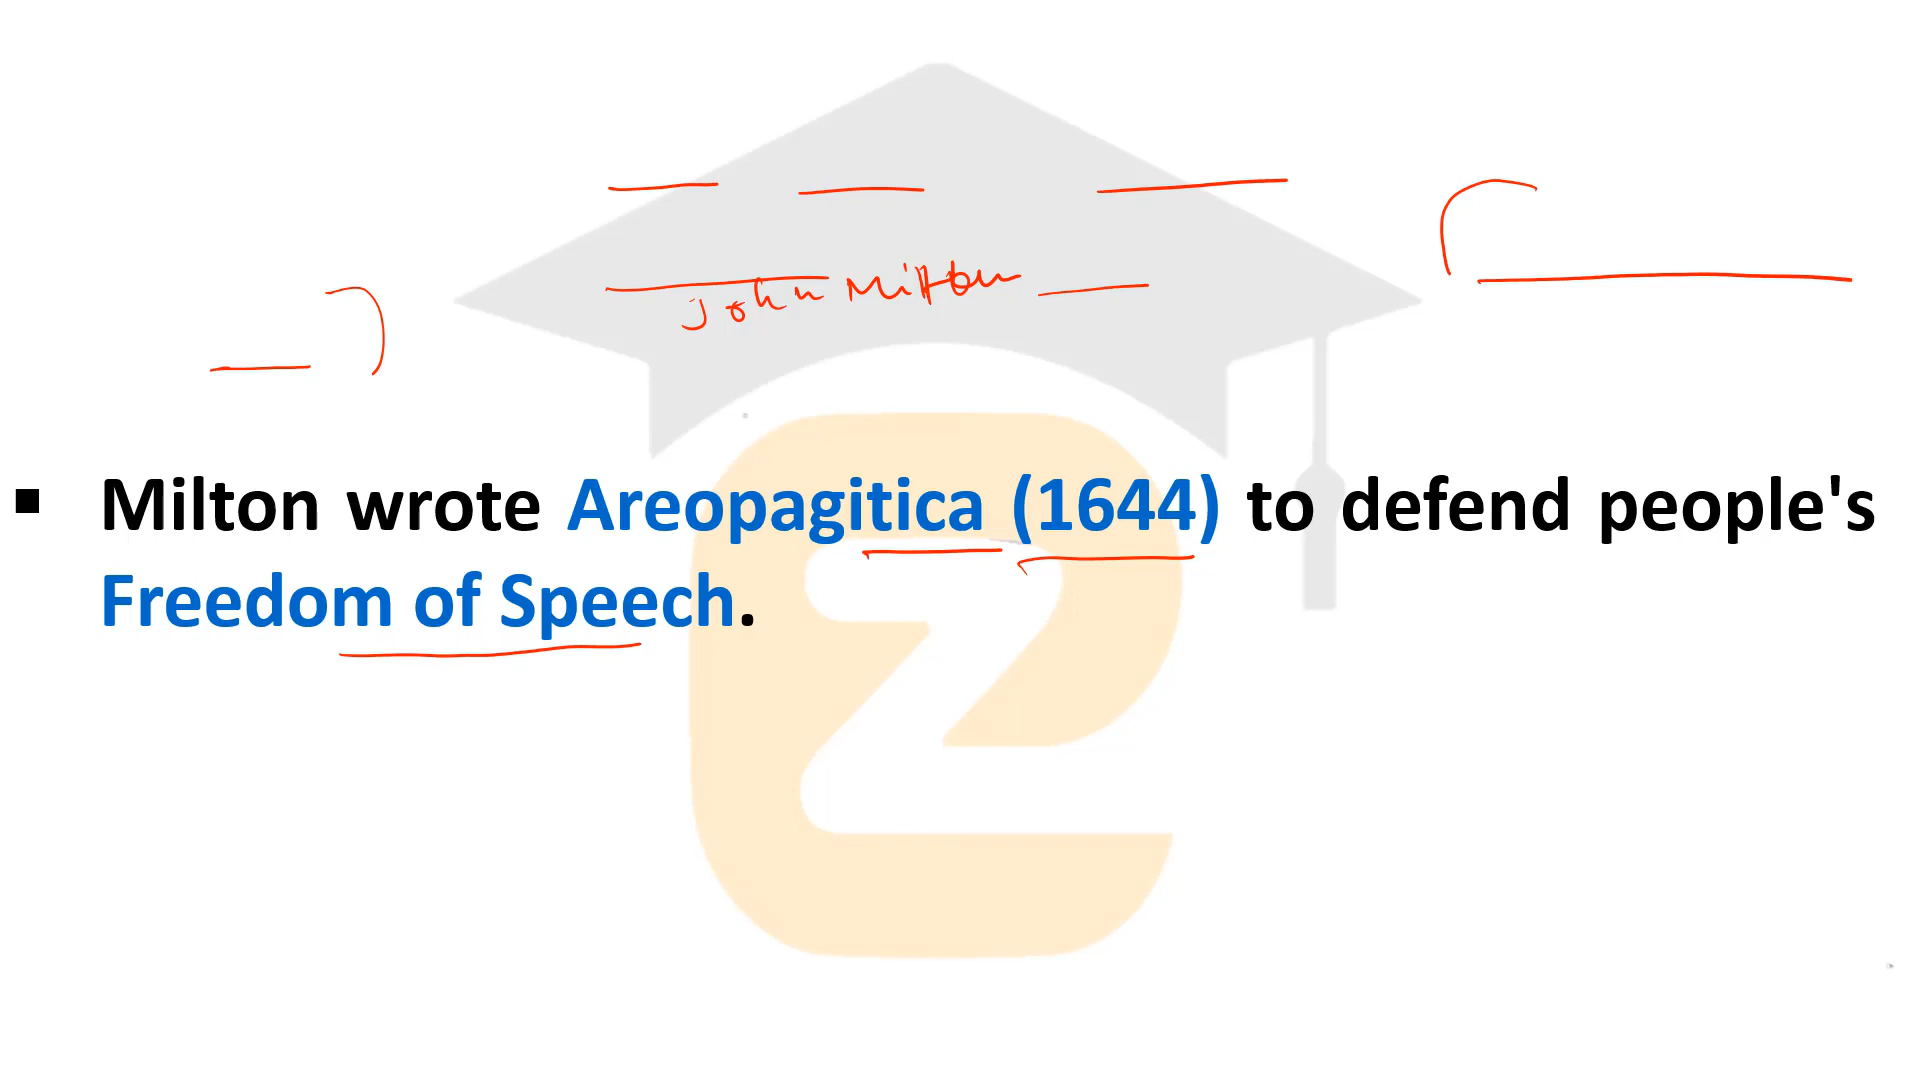 John Milton
▪ Milton wrote Areopagitica (1644) to defend people's
Freedom of Speech.